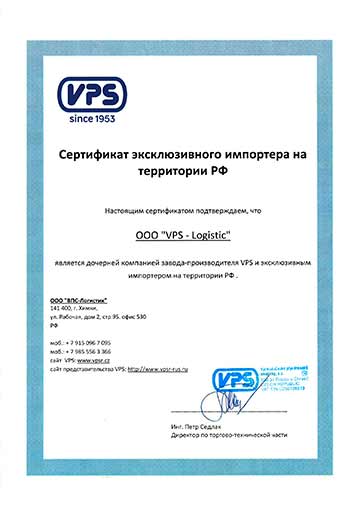 VPS
since 1953
Сертификат эксклюзивного импортера на
территории РФ
Настоящим сертификатом подтверждаем, что
ООО "VPS - Logistic"
является дочерней компанией завода-производителя VPS и эксклюзивным
импортером на территории РФ .
ООО "ВПС-Логистик"
141 400, г. Химки,
ул. Рабочая, дом 2, стр.95. офис 530
РФ
моб.: + 7 915 096 7 095
моб.: + 7 985 556 3 366
сайт VPS: www.vpsr.cz
сайт представительства VPS: http://www.vpsr-rus.ru
VPS
Инг. Петр Седлак
Директор по торгово-технической части